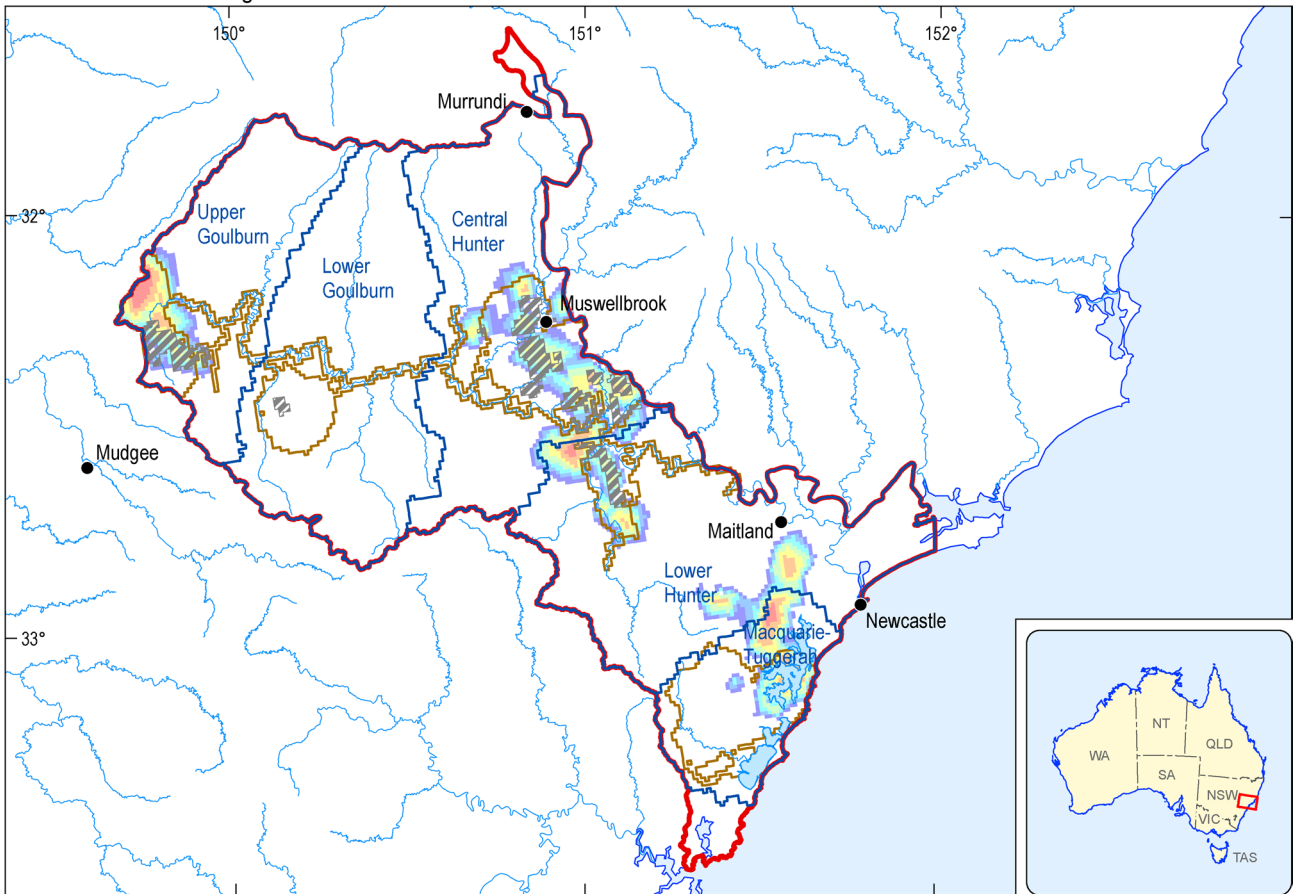 150°
151°
152°
Murrundi
32°
Upper
Goulburn
Central
Hunter
Lower
Goulburn
Muswellbrook
Mudgee
Maitland
Lower
Hunter
Newcastle
33°
Macquarie-
Tuggerah
NT
WA
QLD
SA
NSW
VIC
TAS